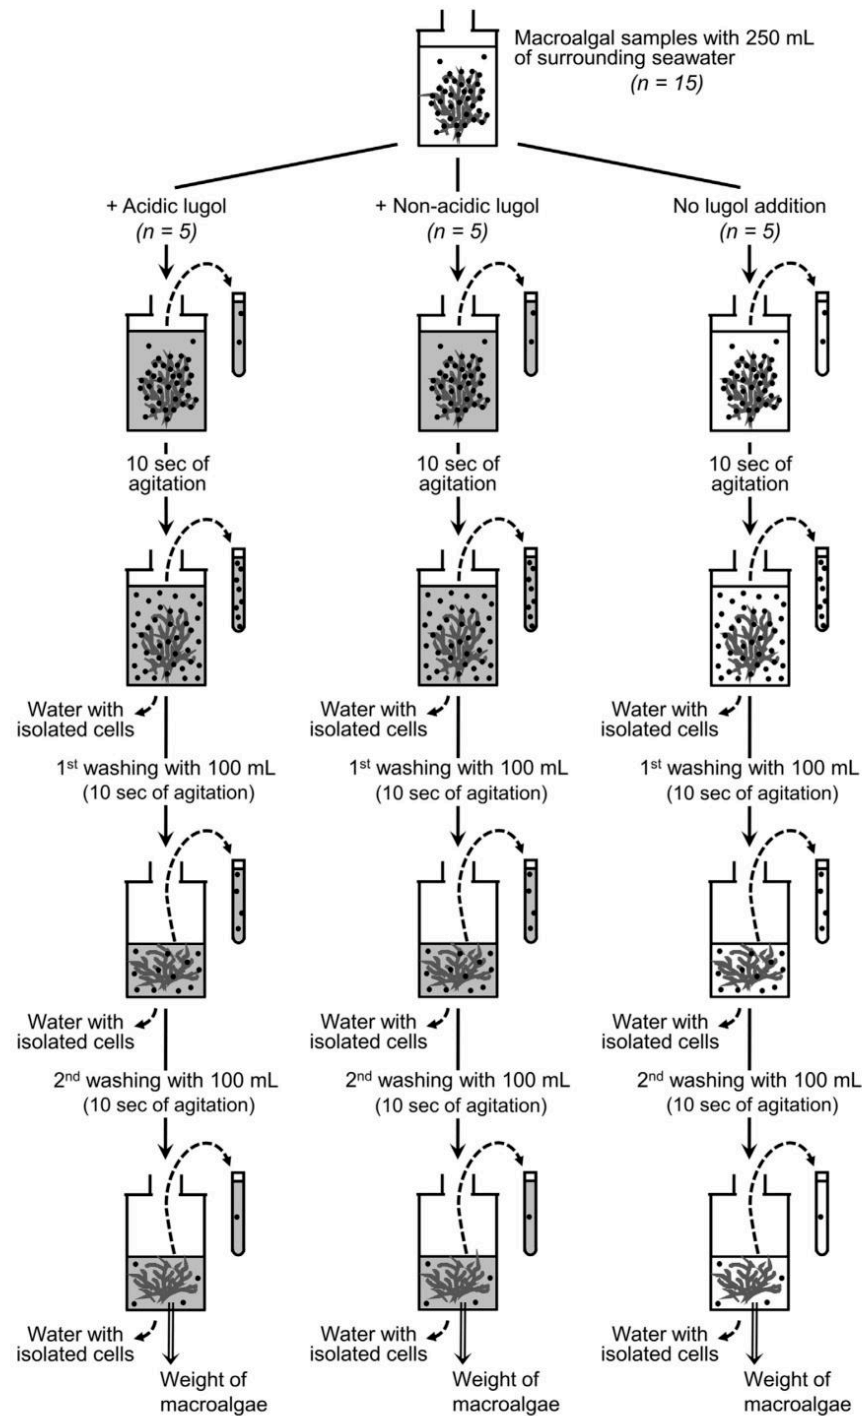 Macroalgal samples with 250 mL
of surrounding seawater
(n = 15)
+ Acidic lugol
(n = 5)
+ Non-acidic lugol
(n = 5)
No lugol addition
(n = 5)
10 sec of
agitation
10 sec of
agitation
10 sec of
agitation
Water with
isolated cells
Water with
isolated cells
Water with
isolated cells
1st washing with 100 mL
(10 sec of agitation)
1st washing with 100 mL
(10 sec of agitation)
1st washing with 100 mL
(10 sec of agitation)
Water with
isolated cells
Water with
isolated cells
Water with
isolated cells
2nd washing with 100 mL
(10 sec of agitation)
2nd washing with 100 mL
(10 sec of agitation)
2nd washing with 100 mL
(10 sec of agitation)
Water with
isolated cells
Water with
isolated cells
Water with
isolated cells
Weight of
macroalgae
Weight of
macroalgae
Weight of
macroalgae